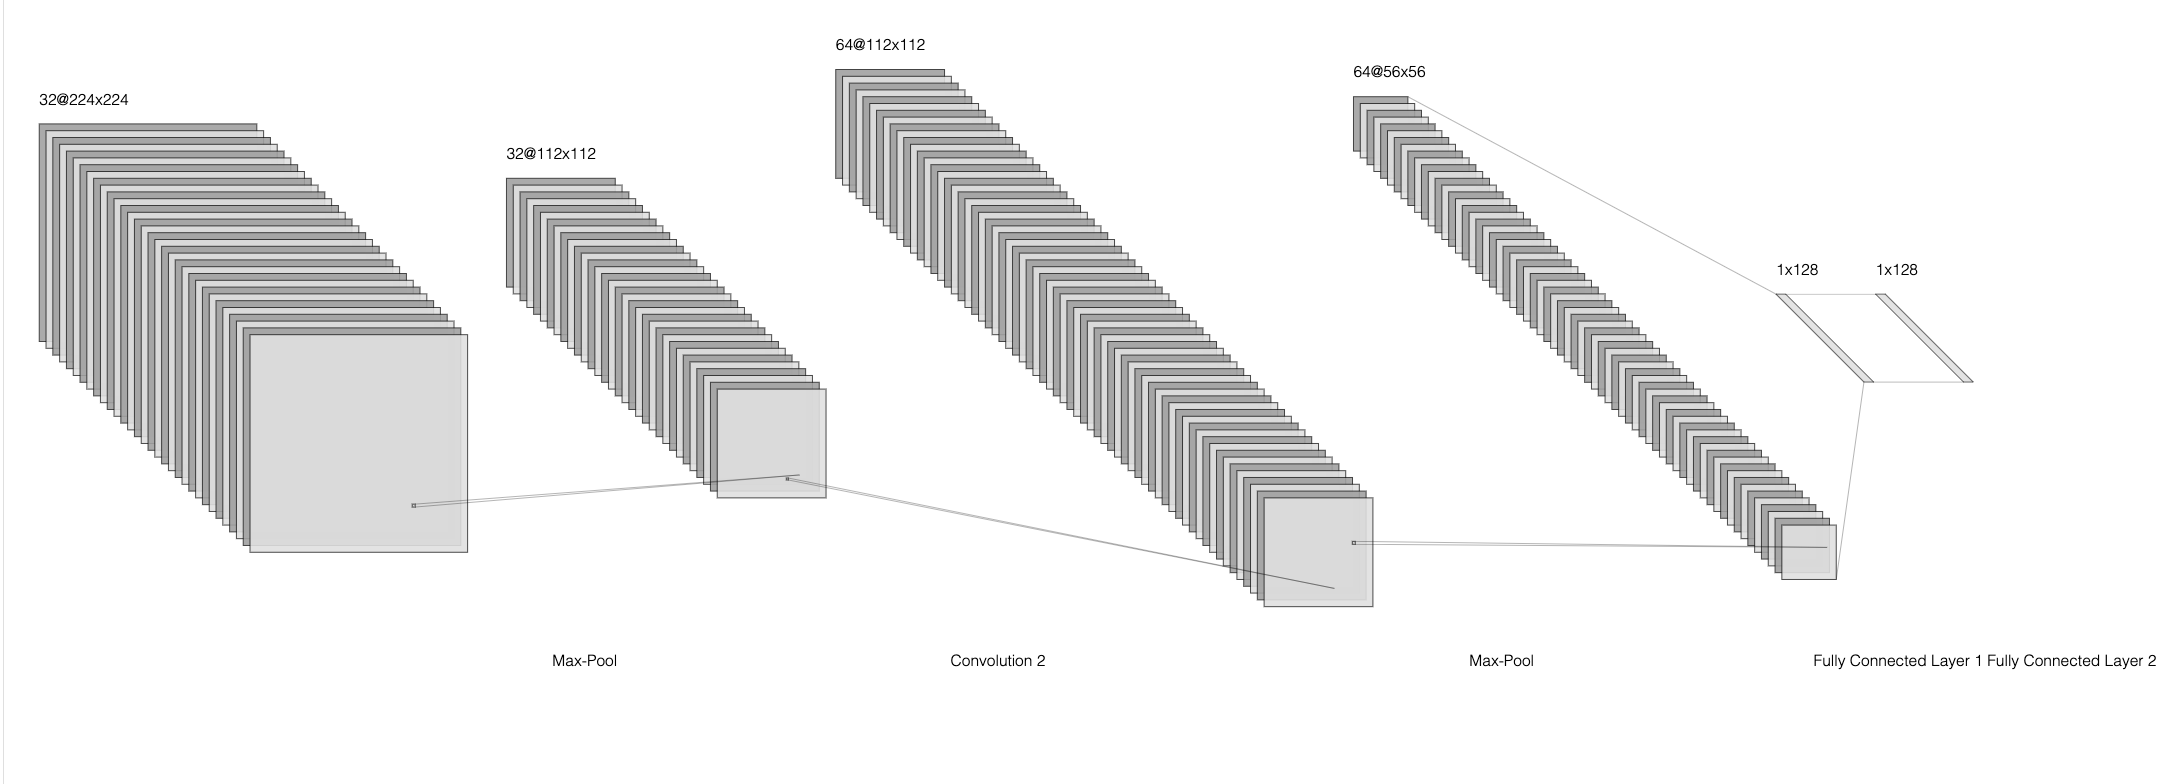 32@224x224
32@112x112
64@112x112
64@56x56
1x128
1x128
Max-Pool
Convolution 2
Max-Pool
Fully Connected Layer 1
Fully Connected Layer 2